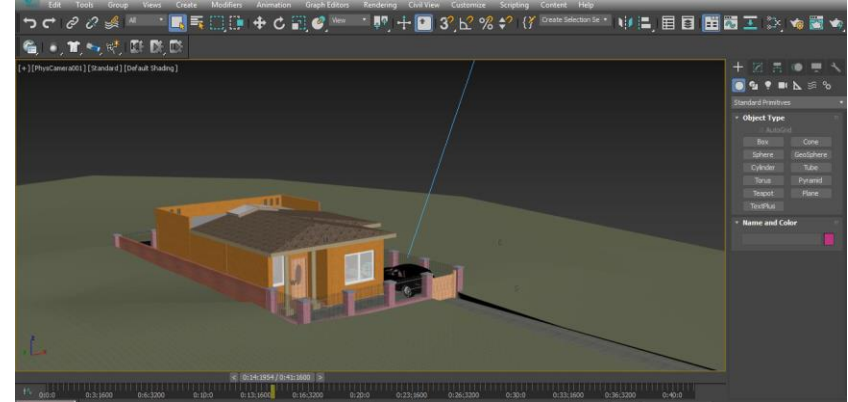 Edit Tools Group Views Create Modifiers Animation Graph Editors Rendering Civil View Customize Scripting Content Help
All View Create Selection Se
[+] [PhysCamera001] [Standard] [Default Shading]
Standard Primitives
Object Type
AutoGrid
Box Cone
Sphere GeoSphere
Cylinder Tube
Torus Pyramid
Teapot Plane
TextPlus
Name and Color
< 0:14:1954 / 0:41:1600 >
0:0:0 0:3:1600 0:6:3200 0:10:0 0:13:1600 0:16:3200 0:20:0 0:23:1600 0:26:3200 0:30:0 0:33:1600 0:36:3200 0:40:0